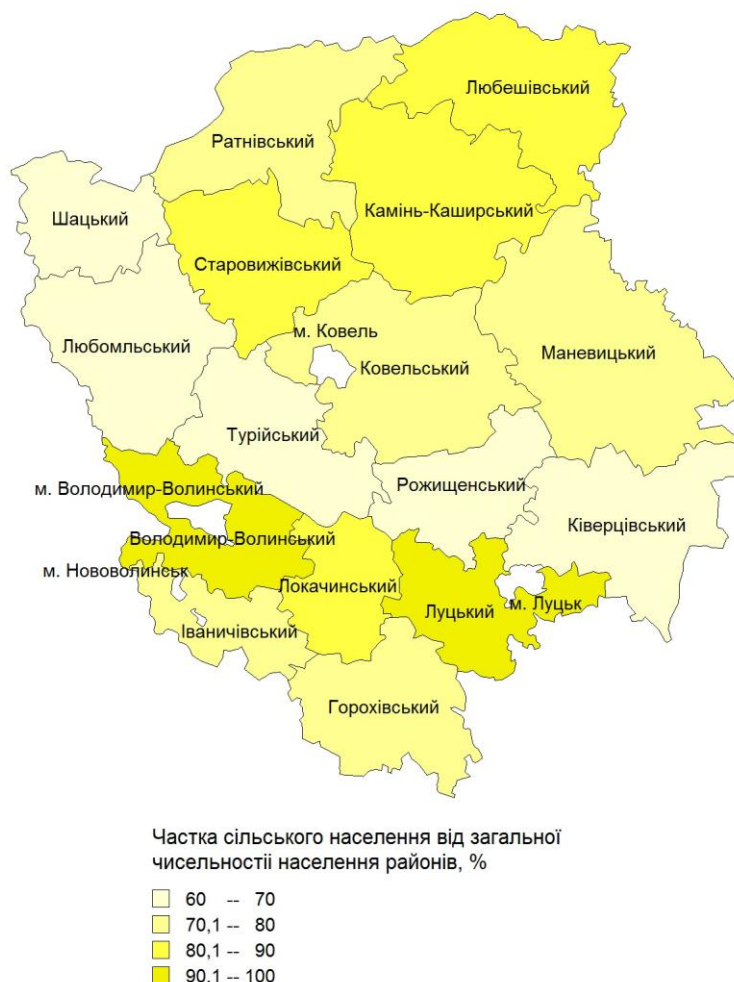 Любешівський
Ратнівський
Камінь-Каширський
Шацький
Старовижівський
м. Ковель
Любомльський
Маневицький
Ковельський
Турійський
м. Володимир-Волинський
Рожищенський
Ківерцівський
Володимир-Волинський
м. Нововолинськ
Локачинський
Луцький
м. Луцьк
Іваничівський
Горохівський
Частка сільського населення від загальної
чисельностіі населення районів, %
60 -- 70
70,1 -- 80
80,1 -- 90
90,1 -- 100